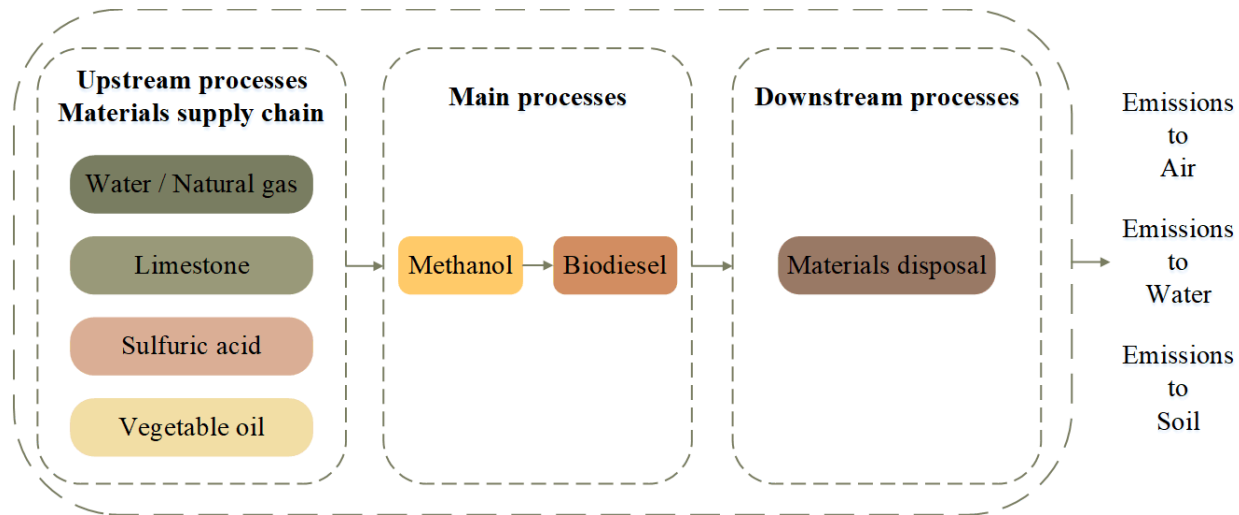 Upstream processes
Materials supply chain
Water / Natural gas
Limestone
Sulfuric acid
Vegetable oil
Main processes
Methanol
Biodiesel
Downstream processes
Materials disposal
Emissions
to
Air
Emissions
to
Water
Emissions
to
Soil